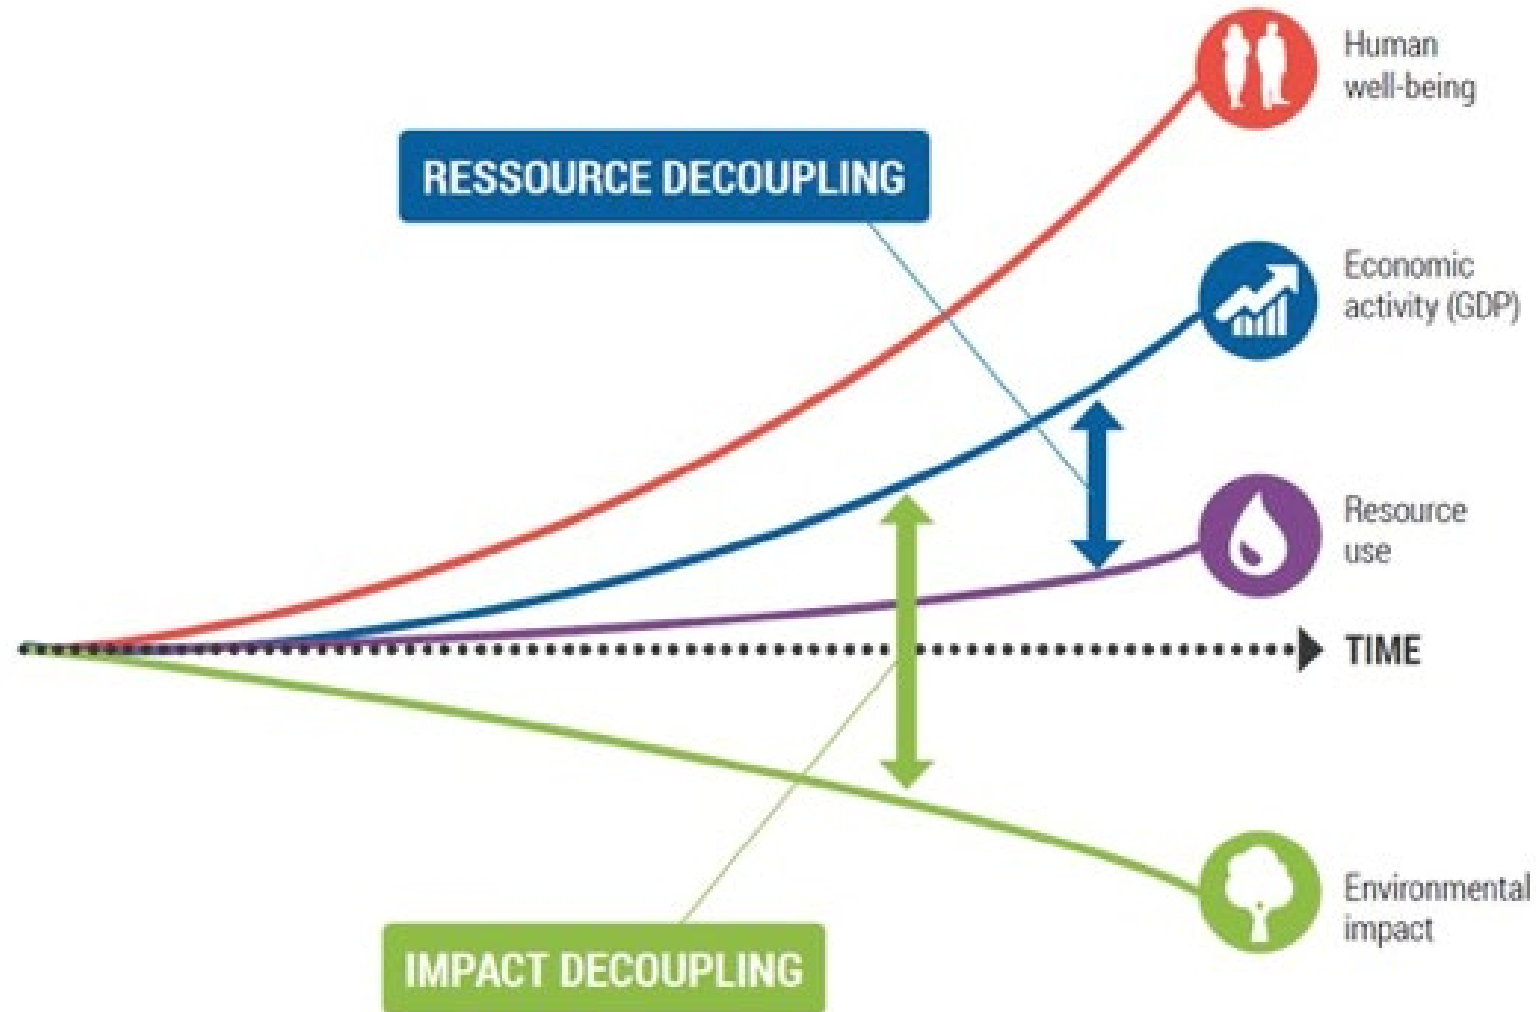 Human
well-being
RESSOURCE DECOUPLING
Economic
activity (GDP)
Resource
use
TIME
Environmental
impact
IMPACT DECOUPLING